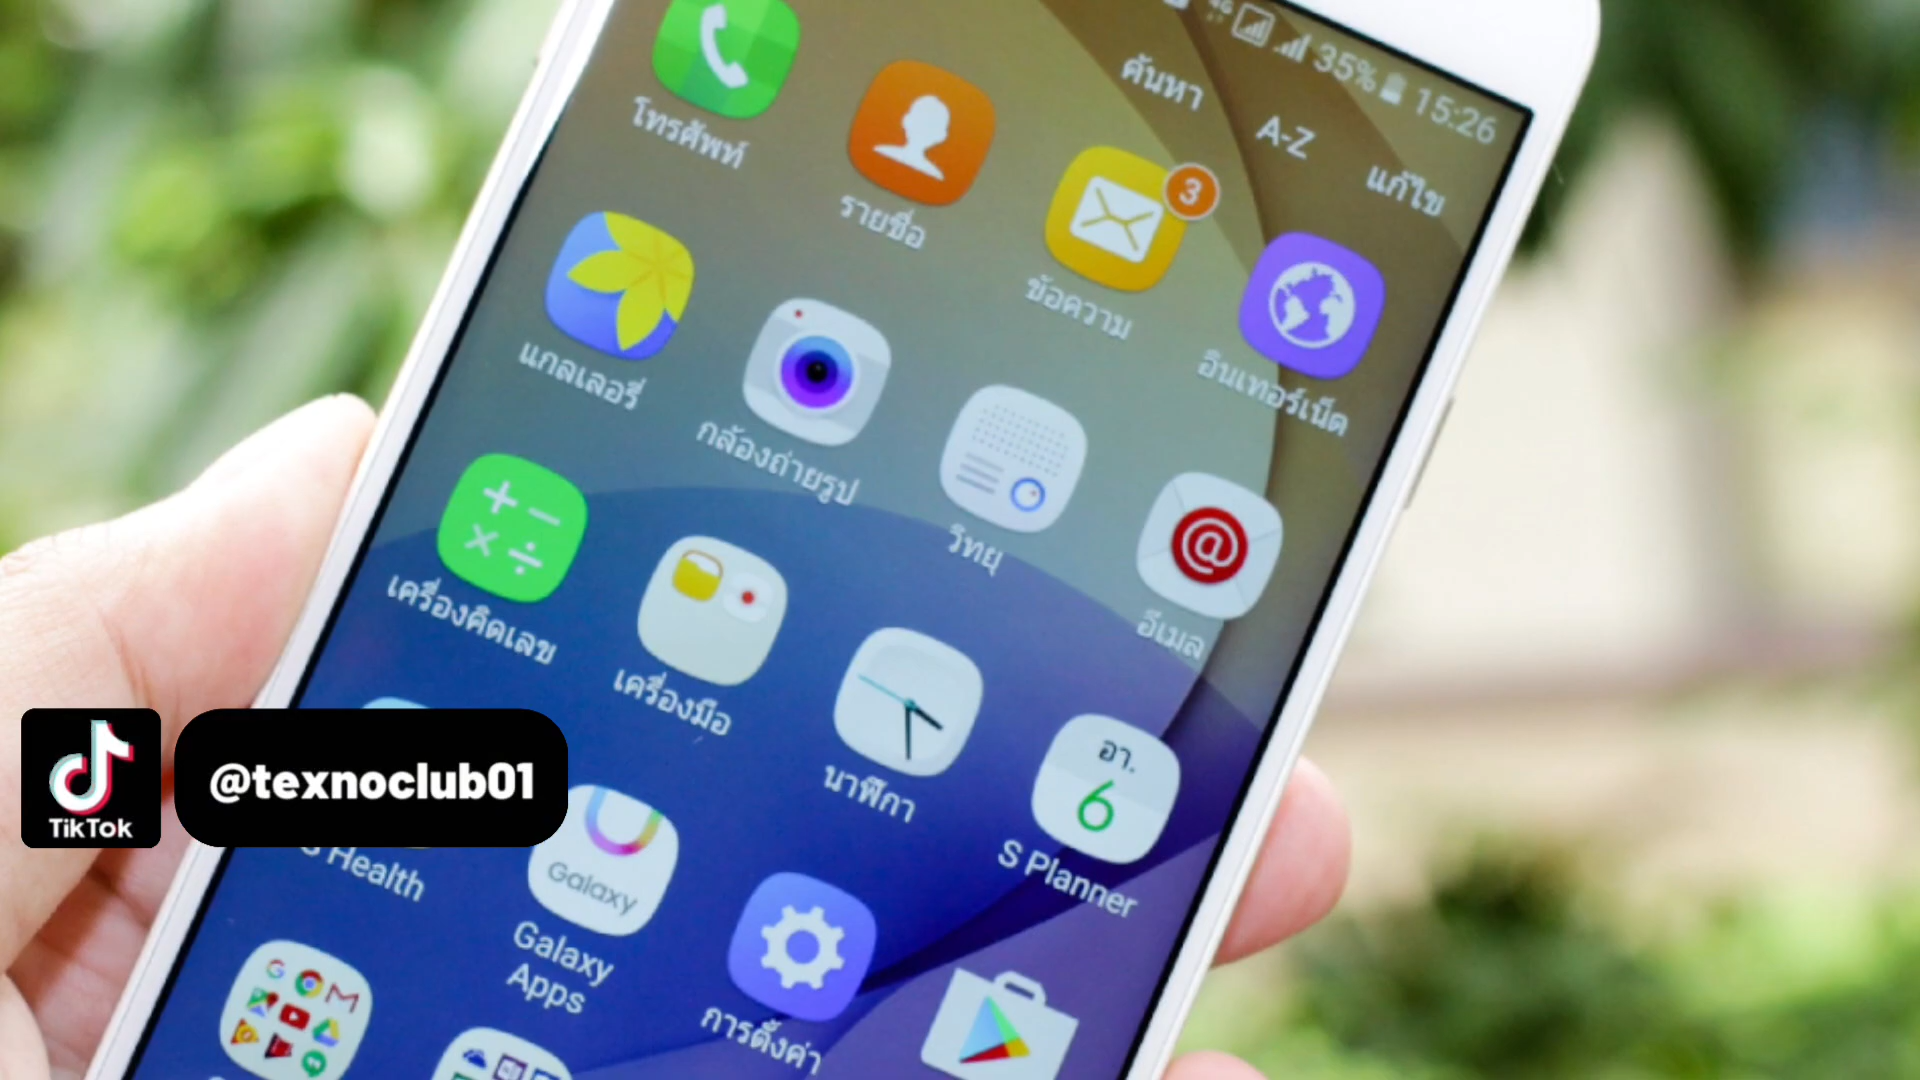 4G 35% 15:26
ค้นหา A-Z แก้ไข
โทรศัพท์
รายชื่อ
3
ข้อความ
อินเทอร์เน็ต
แกลเลอรี่
กล้องถ่ายรูป
วิทยุ
@
อีเมล
เครื่องคิดเลข
เครื่องมือ
นาฬิกา
อา.
6
S Planner
S Health
Galaxy
Galaxy
Apps
การตั้งค่า
TikTok
@texnoclub01